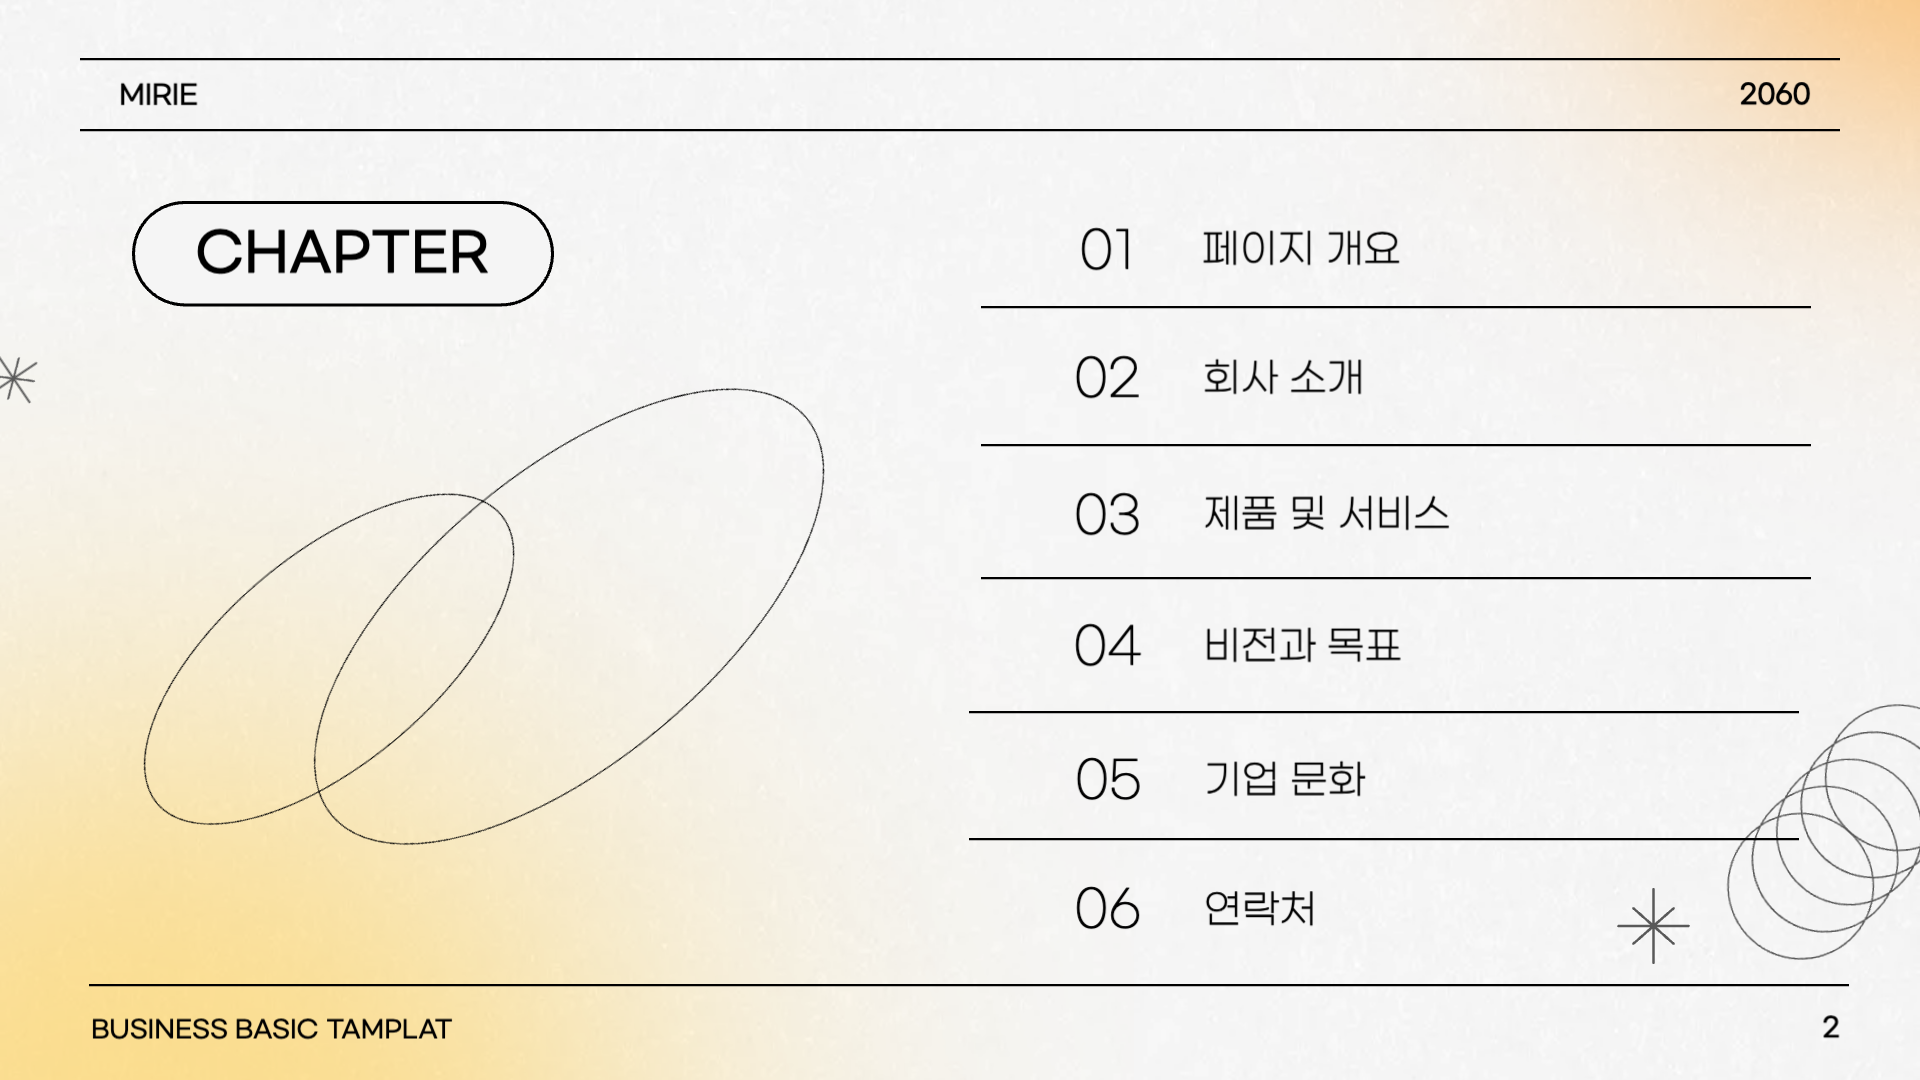 MIRIE
2060
CHAPTER
01 페이지 개요
02 회사 소개
03 제품 및 서비스
04 비전과 목표
05 기업 문화
06 연락처
BUSINESS BASIC TAMPLAT
2